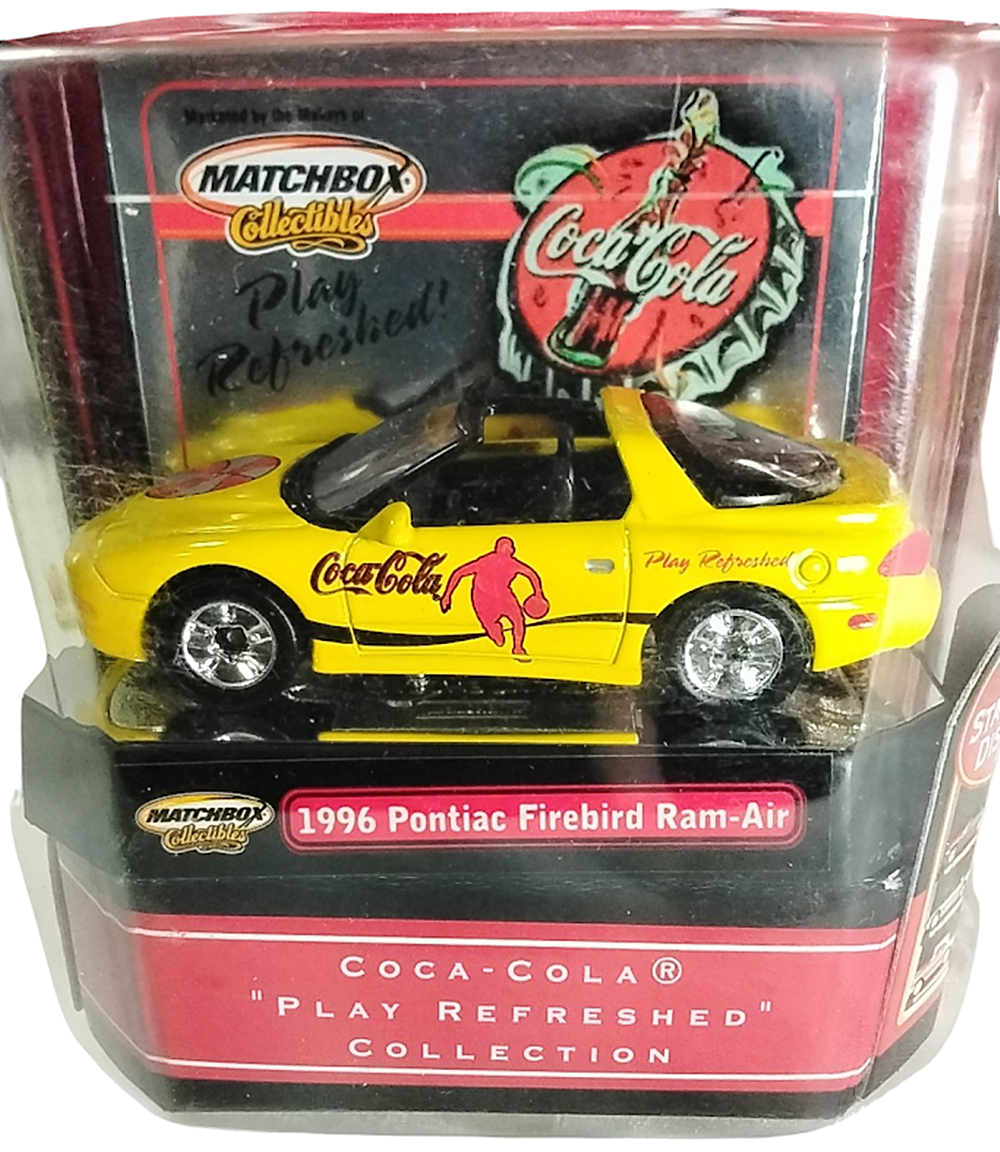 Marketed by the Makers of
MATCHBOX
Collectibles
Play
Refreshed!
Coca-Cola
Coca-Cola
Play Refreshed
MATCHBOX
Collectibles
1996 Pontiac Firebird Ram-Air
COCA-COLA®
"PLAY REFRESHED"
COLLECTION